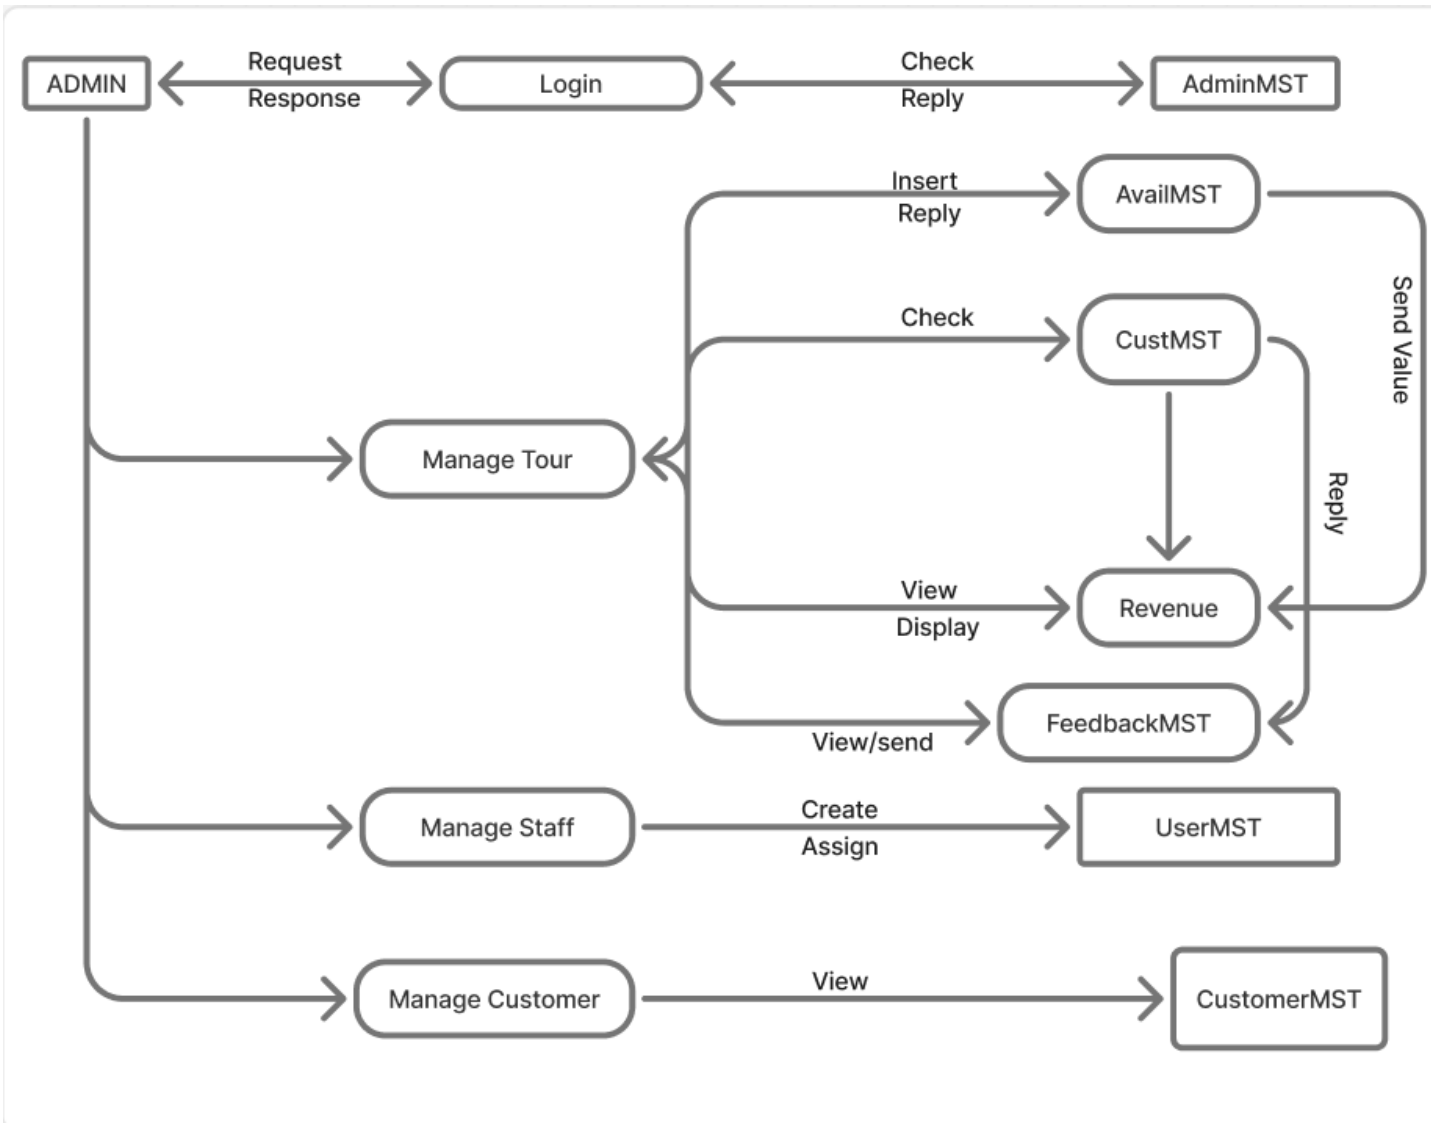 ADMIN
Request
Response
Login
Check
Reply
AdminMST
Insert
Reply
AvailMST
Send Value
Check
CustMST
Reply
Manage Tour
View
Display
Revenue
View/send
FeedbackMST
Manage Staff
Create
Assign
UserMST
Manage Customer
View
CustomerMST